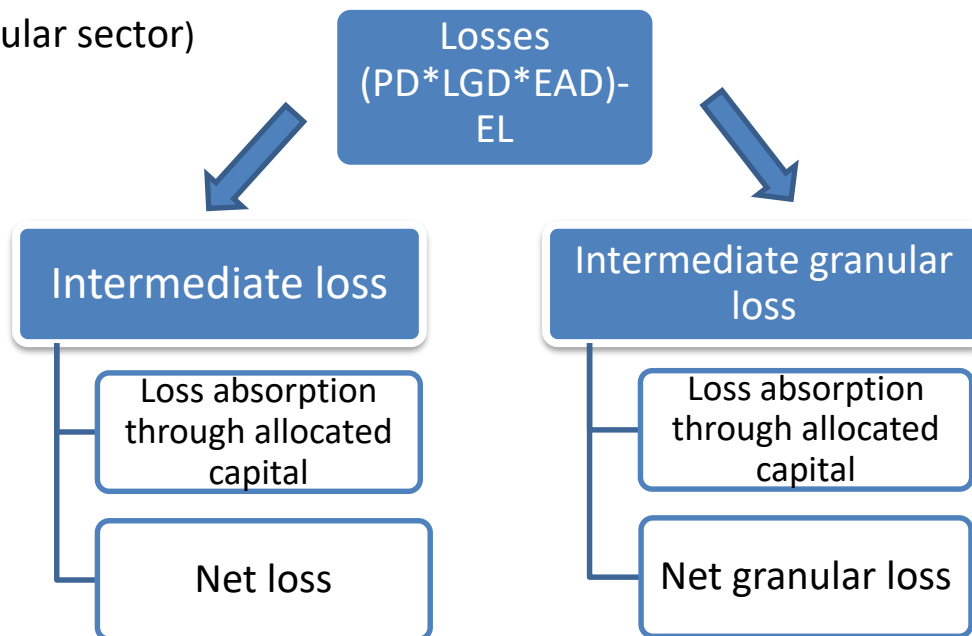 ular sector)
Losses
(PD*LGD*EAD)-
EL
Intermediate loss
Intermediate granular
loss
Loss absorption
through allocated
capital
Loss absorption
through allocated
capital
Net loss
Net granular loss